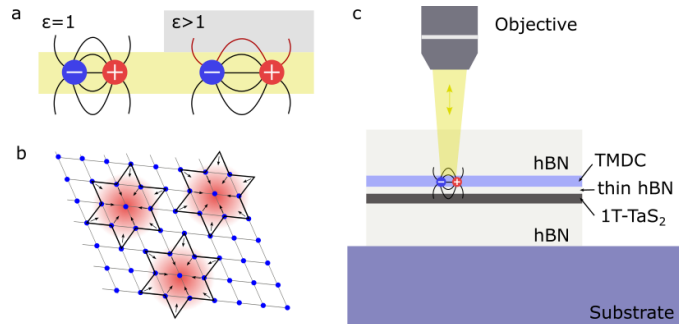 a
ε=1
ε>1
− +
− +
b
c
Objective
hBN
TMDC
thin hBN
1T-TaS₂
hBN
Substrate